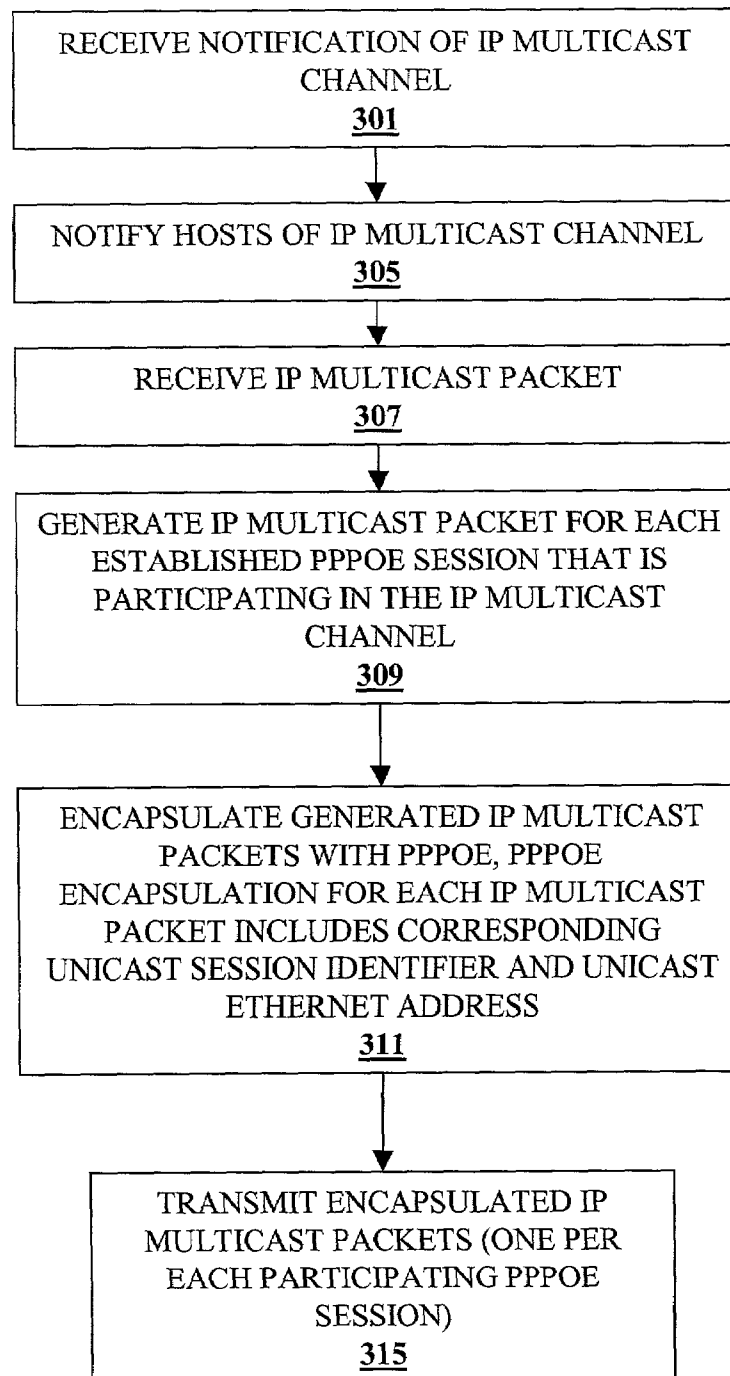 RECEIVE NOTIFICATION OF IP MULTICAST
CHANNEL
301
NOTIFY HOSTS OF IP MULTICAST CHANNEL
305
RECEIVE IP MULTICAST PACKET
307
GENERATE IP MULTICAST PACKET FOR EACH
ESTABLISHED PPPOE SESSION THAT IS
PARTICIPATING IN THE IP MULTICAST
CHANNEL
309
ENCAPSULATE GENERATED IP MULTICAST
PACKETS WITH PPPOE, PPPOE
ENCAPSULATION FOR EACH IP MULTICAST
PACKET INCLUDES CORRESPONDING
UNICAST SESSION IDENTIFIER AND UNICAST
ETHERNET ADDRESS
311
TRANSMIT ENCAPSULATED IP
MULTICAST PACKETS (ONE PER
EACH PARTICIPATING PPPOE
SESSION)
315